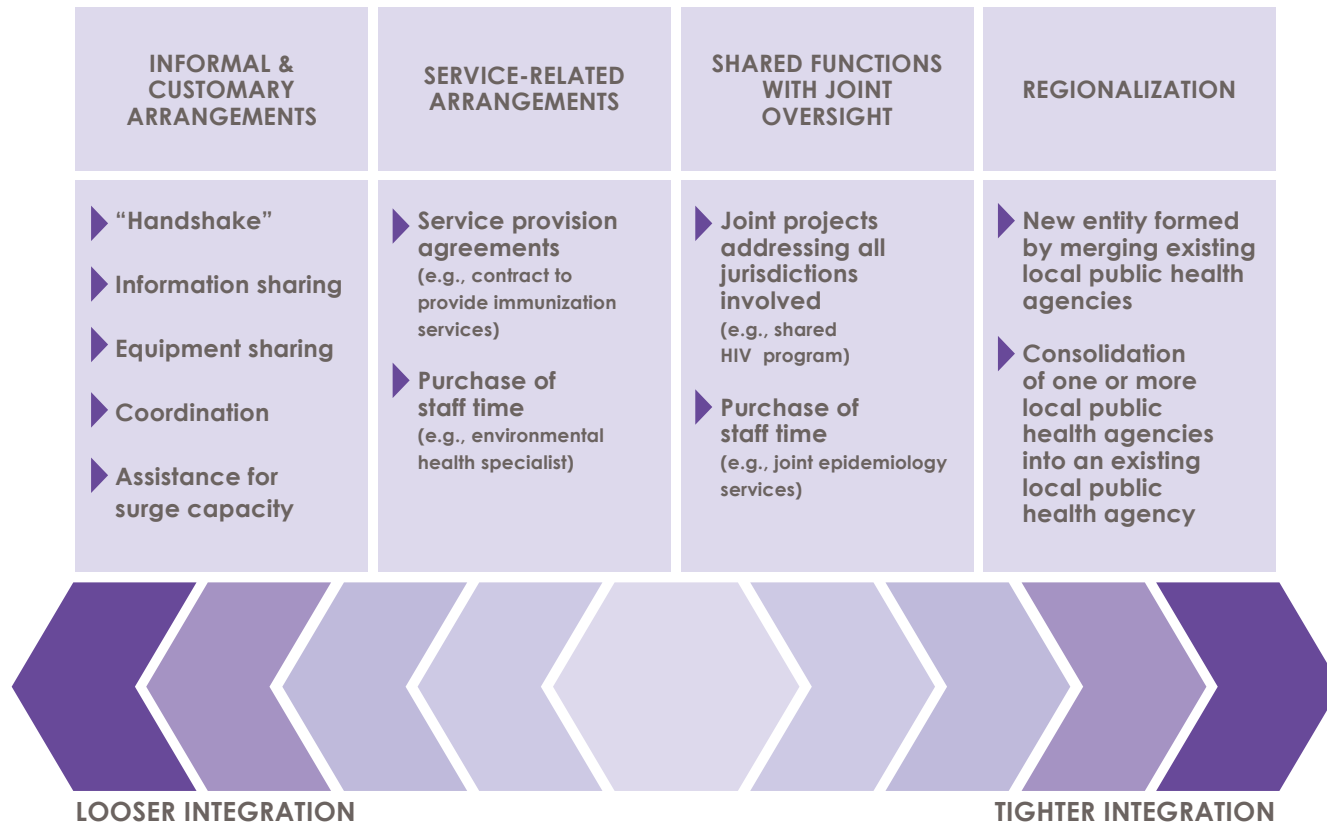 INFORMAL &
CUSTOMARY
ARRANGEMENTS
SERVICE-RELATED
ARRANGEMENTS
SHARED FUNCTIONS
WITH JOINT
OVERSIGHT
REGIONALIZATION
“Handshake”
Information sharing
Equipment sharing
Coordination
Assistance for
surge capacity
Service provision
agreements
(e.g., contract to
provide immunization
services)
Purchase of
staff time
(e.g., environmental
health specialist)
Joint projects
addressing all
jurisdictions
involved
(e.g., shared
HIV program)
Purchase of
staff time
(e.g., joint epidemiology
services)
New entity formed
by merging existing
local public health
agencies
Consolidation
of one or more
local public
health agencies
into an existing
local public
health agency
LOOSER INTEGRATION
TIGHTER INTEGRATION